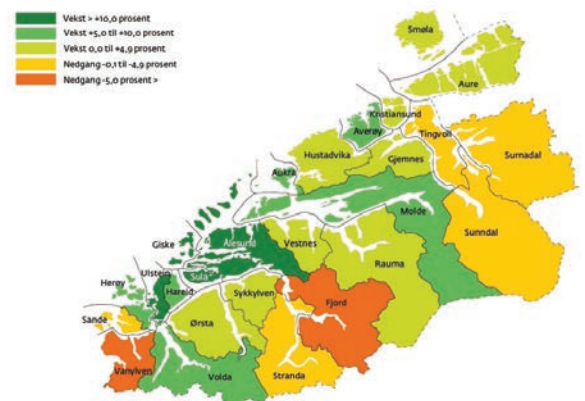 Vekst > +10,0 prosent
Vekst +5,0 til +10,0 prosent
Vekst 0,0 til +4,9 prosent
Nedgang -0,1 til -4,9 prosent
Nedgang -5,0 prosent >
Smøla
Aure
Kristiansund
Averøy
Tingvoll
Hustadvika
Gjemnes
Surnadal
Aukra
Molde
Sunndal
Giske
Ålesund
Vestnes
Rauma
Ulstein
Sula
Herøy
Hareid
Sykkylven
Fjord
Sande
Ørsta
Vanylven
Volda
Stranda